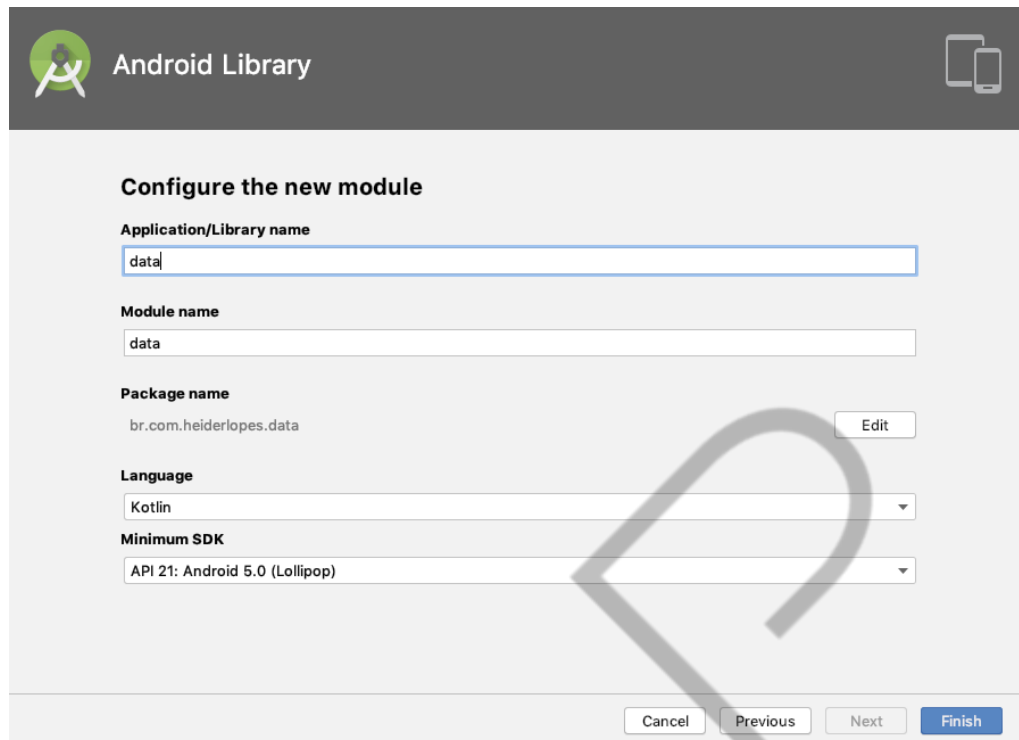 Android Library
Configure the new module
Application/Library name
data
Module name
data
Package name
br.com.heiderlopes.data
Edit
Language
Kotlin
Minimum SDK
API 21: Android 5.0 (Lollipop)
Cancel
Previous
Next
Finish